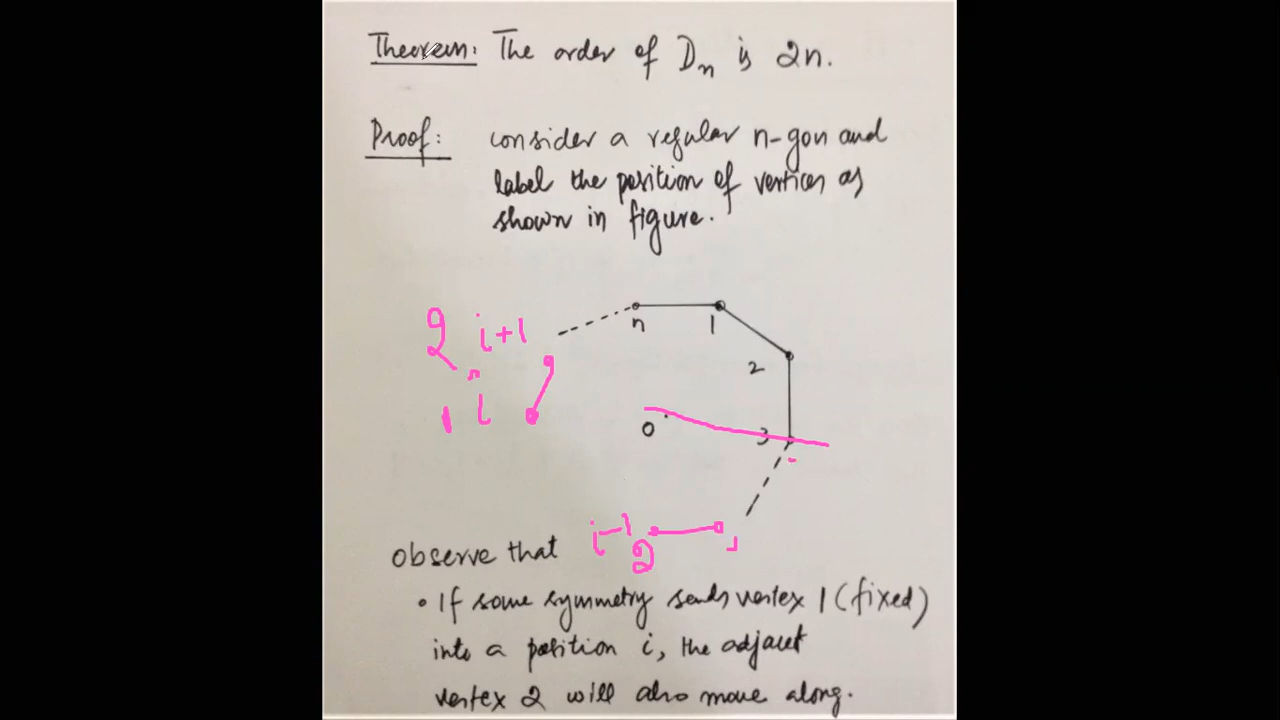 Theorem: The order of Dn is 2n.
Proof: consider a regular n-gon and
label the position of vertices as
shown in figure.
n 1
2 i+1
2
1 i
0 3
i-1
2
observe that
• If some symmetry sends vertex 1 (fixed)
into a position i, the adjacent
vertex 2 will also move along.